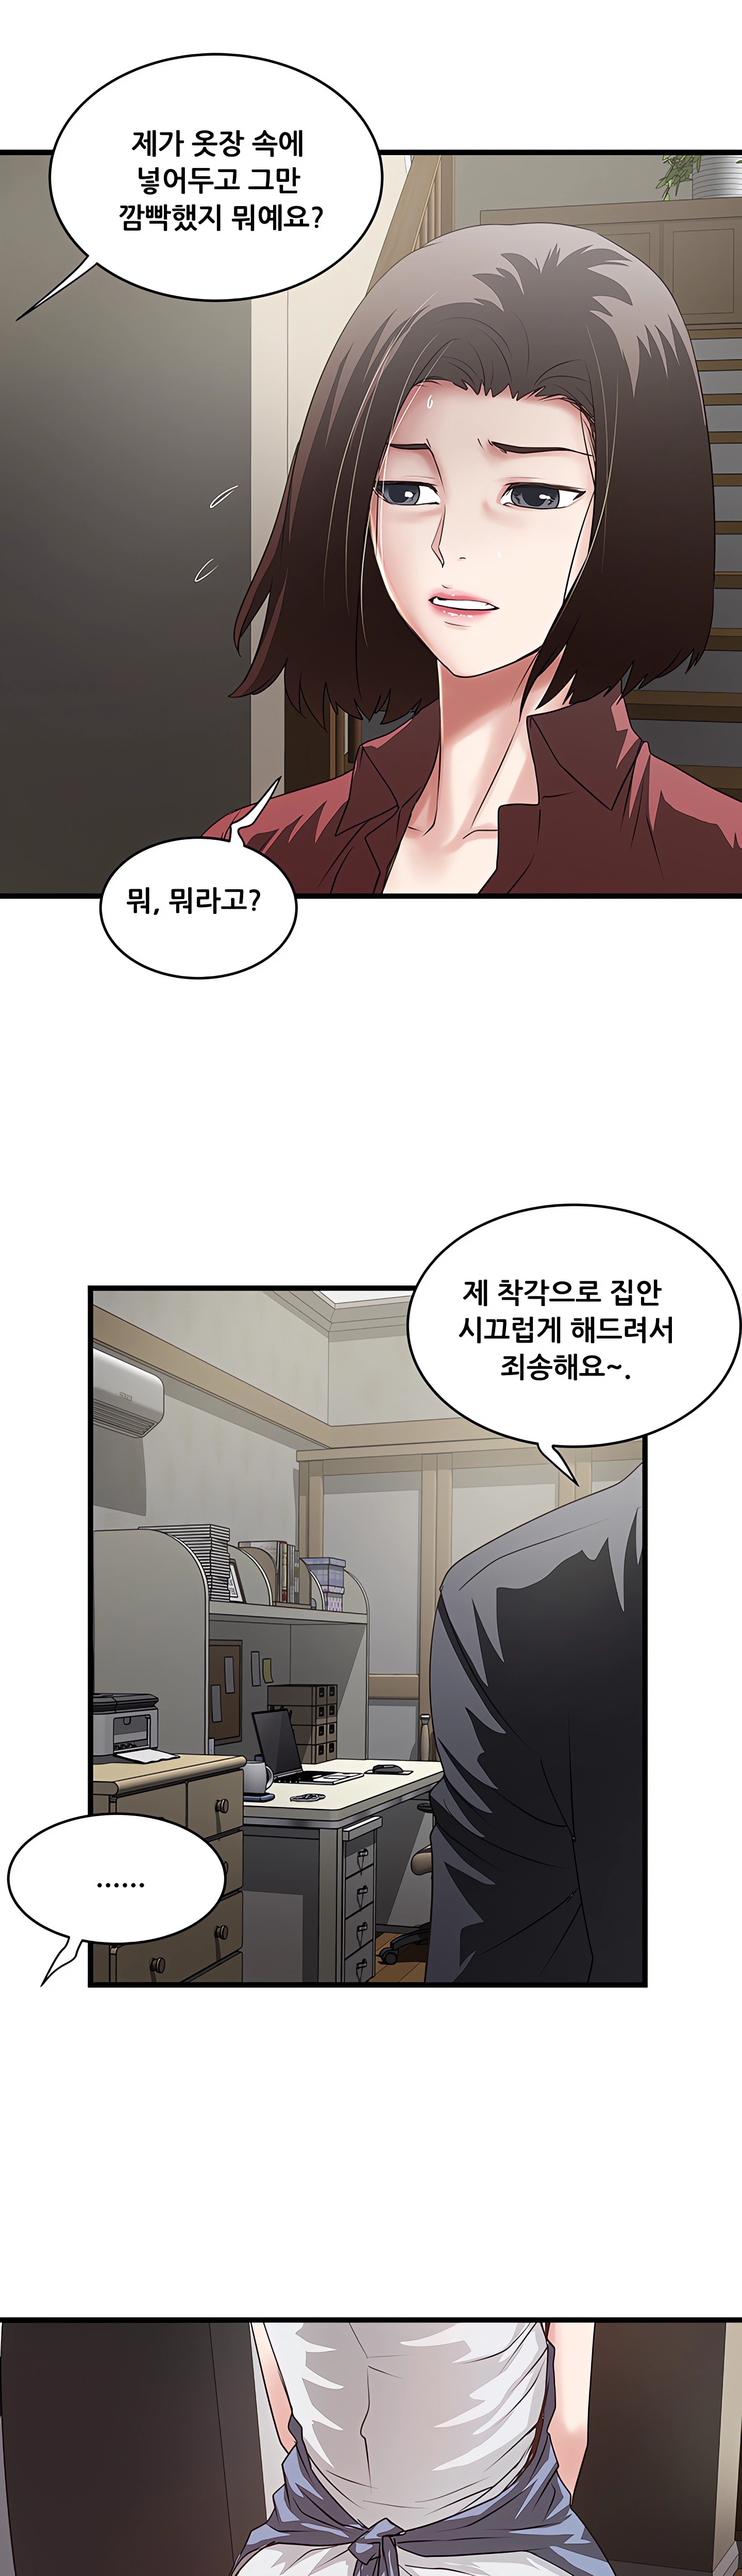 제가 옷장 속에
넣어두고 그만
깜빡했지 뭐예요?
뭐, 뭐라고?
제 착각으로 집안
시끄럽게 해드려서
죄송해요~.
......